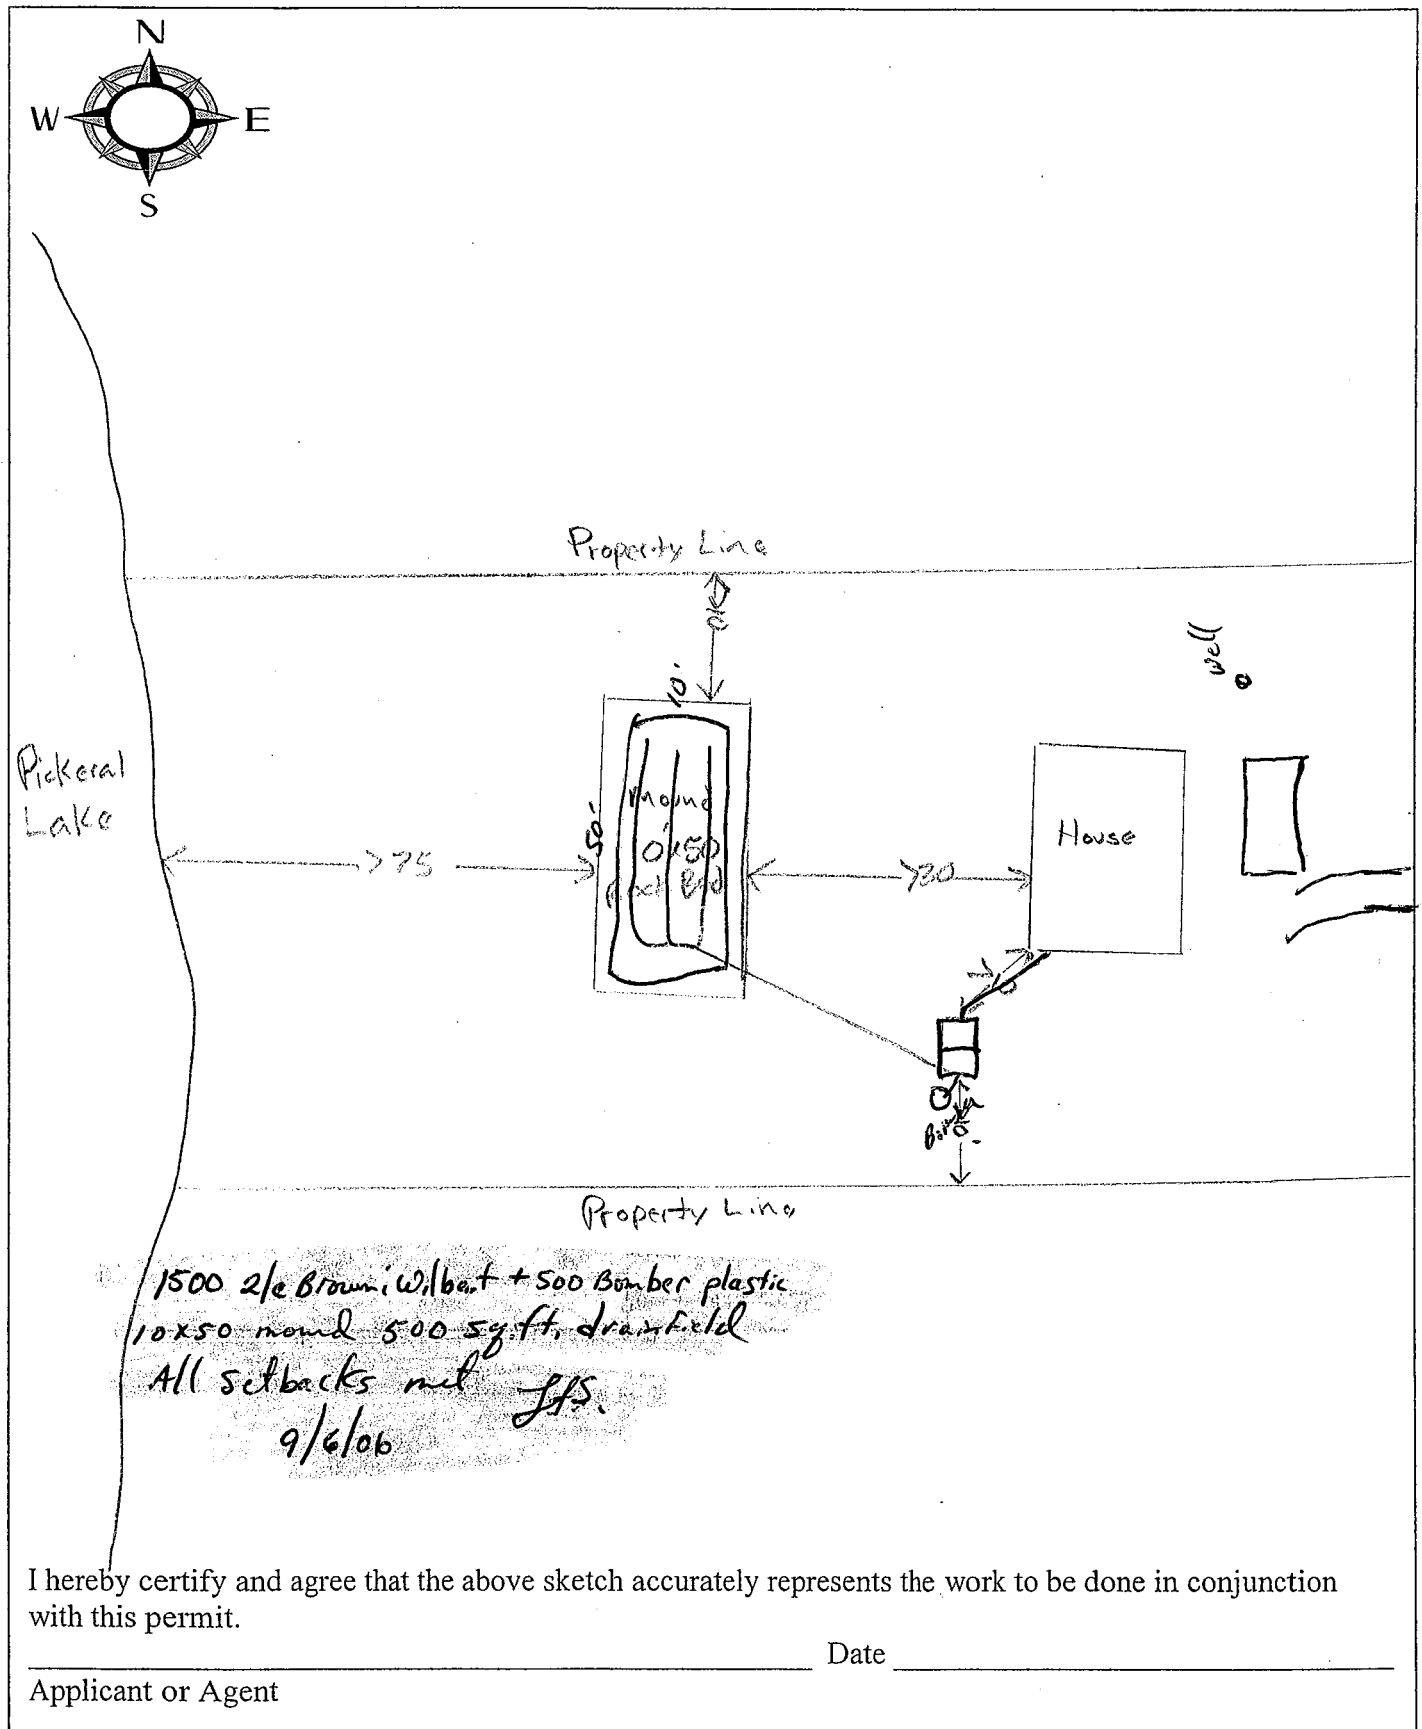 N
W E
S
Property Line
Well
10'
Pickeral
Lake
50'
mound
House
>75
>30
Property Line
1500 2/c Brown Wilbert + 500 Bomber plastic
10x50 mound 500 sq. ft. drainfield
All Setbacks met
9/6/06
I hereby certify and agree that the above sketch accurately represents the work to be done in conjunction
with this permit.
Date
Applicant or Agent